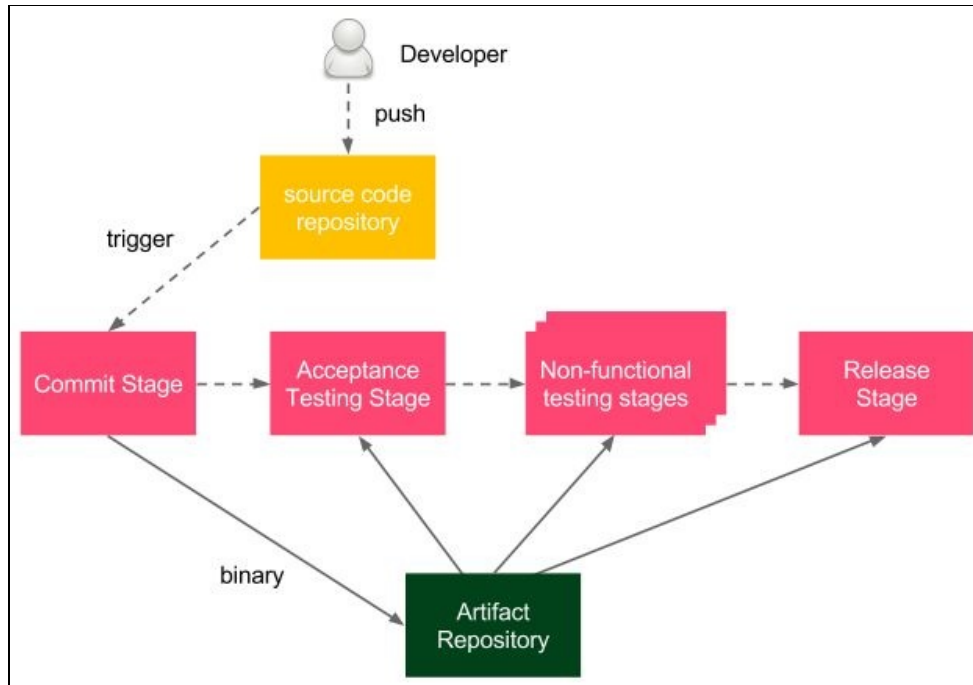 Developer
push
source code
repository
trigger
Commit Stage
Acceptance
Testing Stage
Non-functional
testing stages
Release
Stage
binary
Artifact
Repository